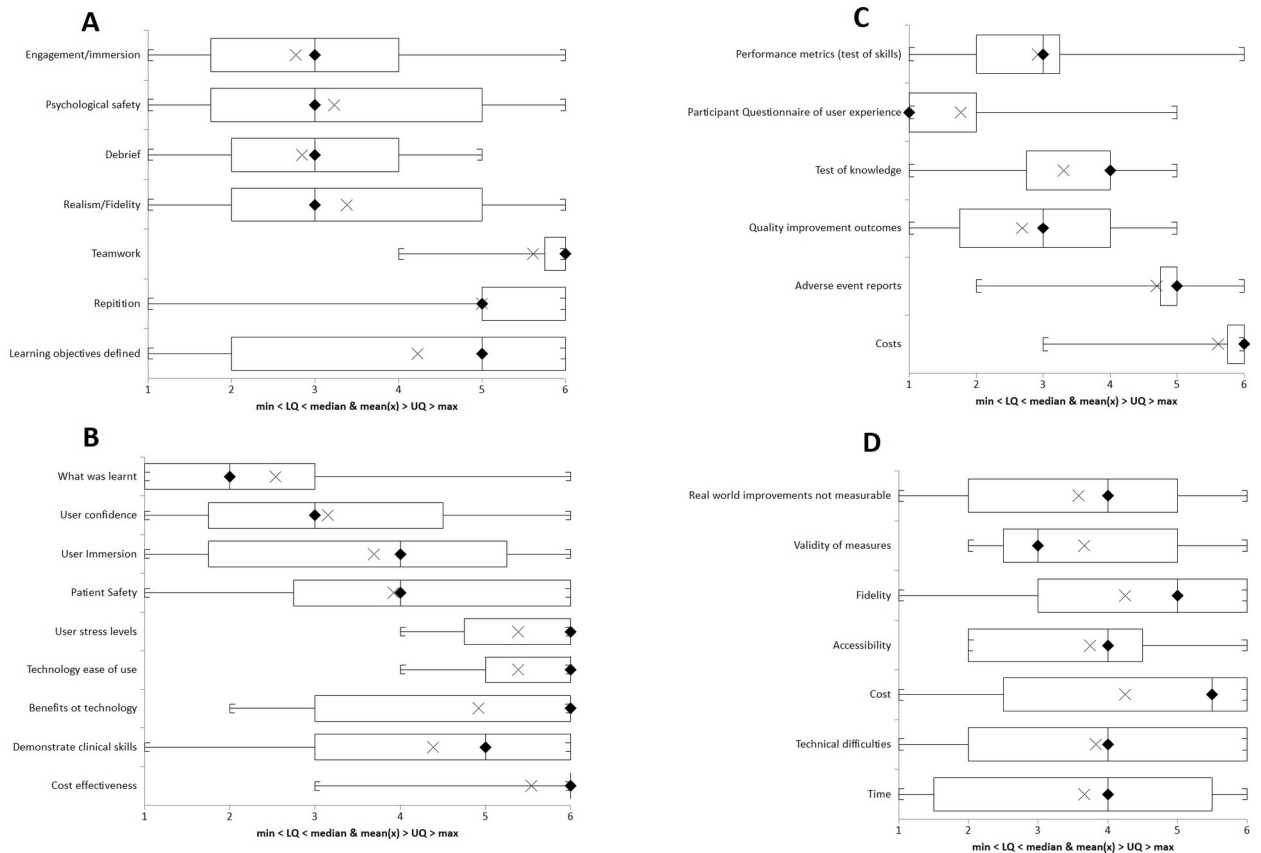 A
Engagement/immersion
Psychological safety
Debrief
Realism/Fidelity
Teamwork
Repitition
Learning objectives defined
1 2 3 4 5 6
min < LQ < median & mean(x) > UQ > max
C
Performance metrics (test of skills)
Participant Questionnaire of user experience
Test of knowledge
Quality improvement outcomes
Adverse event reports
Costs
1 2 3 4 5 6
min < LQ < median & mean(x) > UQ > max
B
What was learnt
User confidence
User Immersion
Patient Safety
User stress levels
Technology ease of use
Benefits ot technology
Demonstrate clinical skills
Cost effectiveness
1 2 3 4 5 6
min < LQ < median & mean(x) > UQ > max
D
Real world improvements not measurable
Validity of measures
Fidelity
Accessibility
Cost
Technical difficulties
Time
1 2 3 4 5 6
min < LQ < median & mean(x) > UQ > max